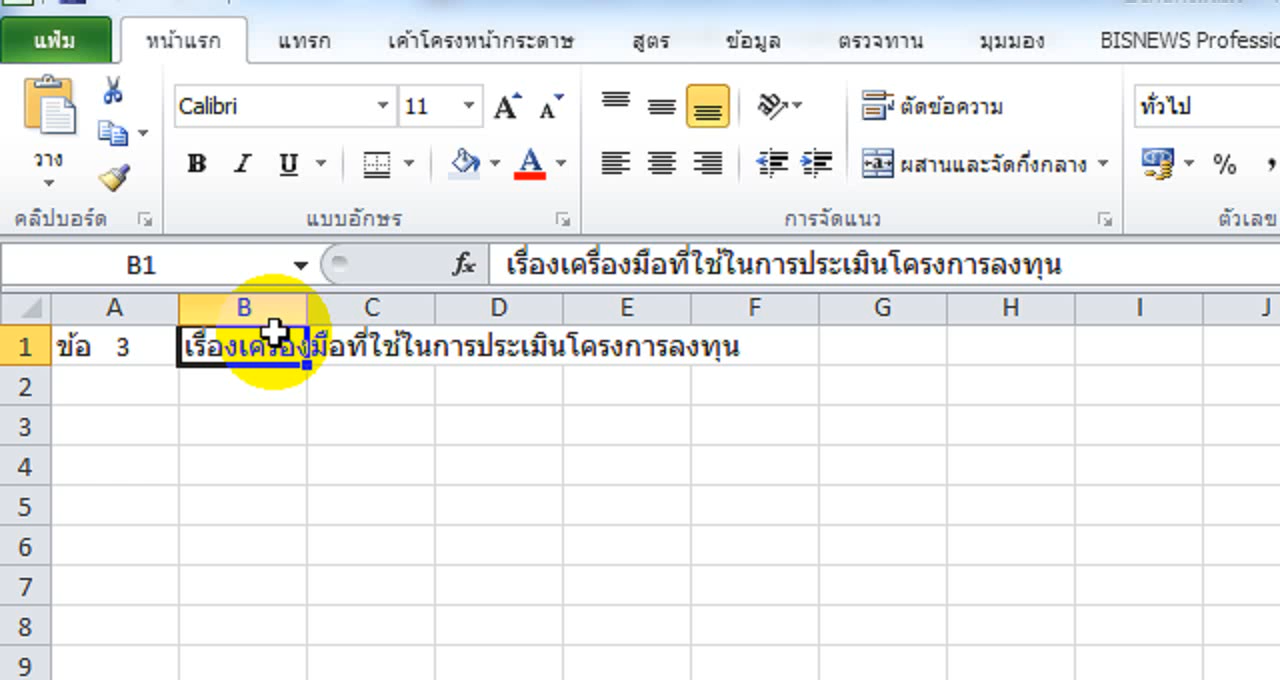 แฟ้ม หน้าแรก แทรก เค้าโครงหน้ากระดาษ สูตร ข้อมูล ตรวจทาน มุมมอง BISNEWS
Calibri 11 ตัดข้อความ ทั่วไป
วาง B I U A ผสานและจัดกึ่งกลาง % ,
คลิปบอร์ด แบบอักษร การจัดแนว ตัวเลข
B1 fx เรื่องเครื่องมือที่ใช้ในการประเมินโครงการลงทุน
A B C D E F G H I J
1 ข้อ 3 เรื่องเครื่องมือที่ใช้ในการประเมินโครงการลงทุน
2
3
4
5
6
7
8
9